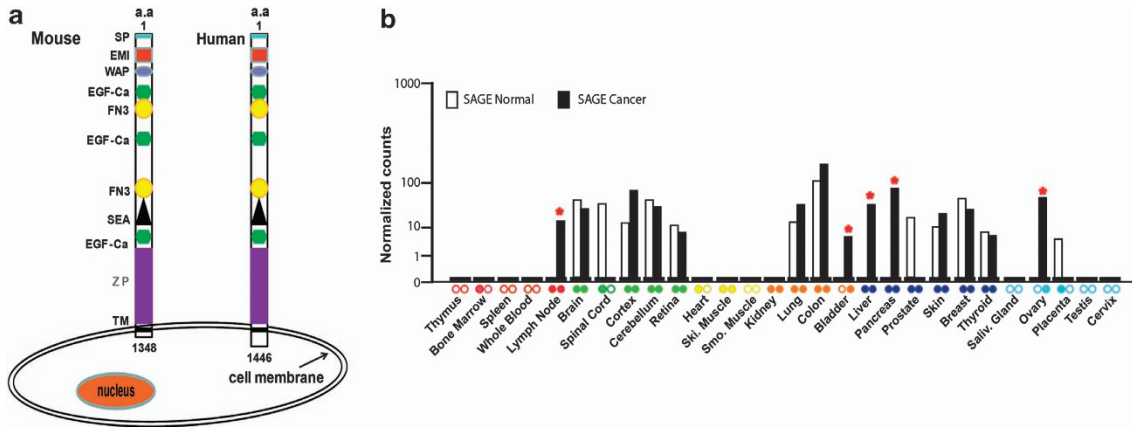 a
a.a
1
Mouse
SP
EMI
WAP
EGF-Ca
FN3
EGF-Ca
FN3
SEA
EGF-Ca
ZP
TM
1348
a.a
1
Human
1446
cell membrane
nucleus
b
Normalized counts
1000
100
10
1
0
SAGE Normal
SAGE Cancer
*
*
*
*
*
Thymus
Bone Marrow
Spleen
Whole Blood
Lymph Node
Brain
Spinal Cord
Cortex
Cerebellum
Retina
Heart
Ski. Muscle
Smo. Muscle
Kidney
Lung
Colon
Bladder
Liver
Pancreas
Prostate
Skin
Breast
Thyroid
Saliv. Gland
Ovary
Placenta
Testis
Cervix